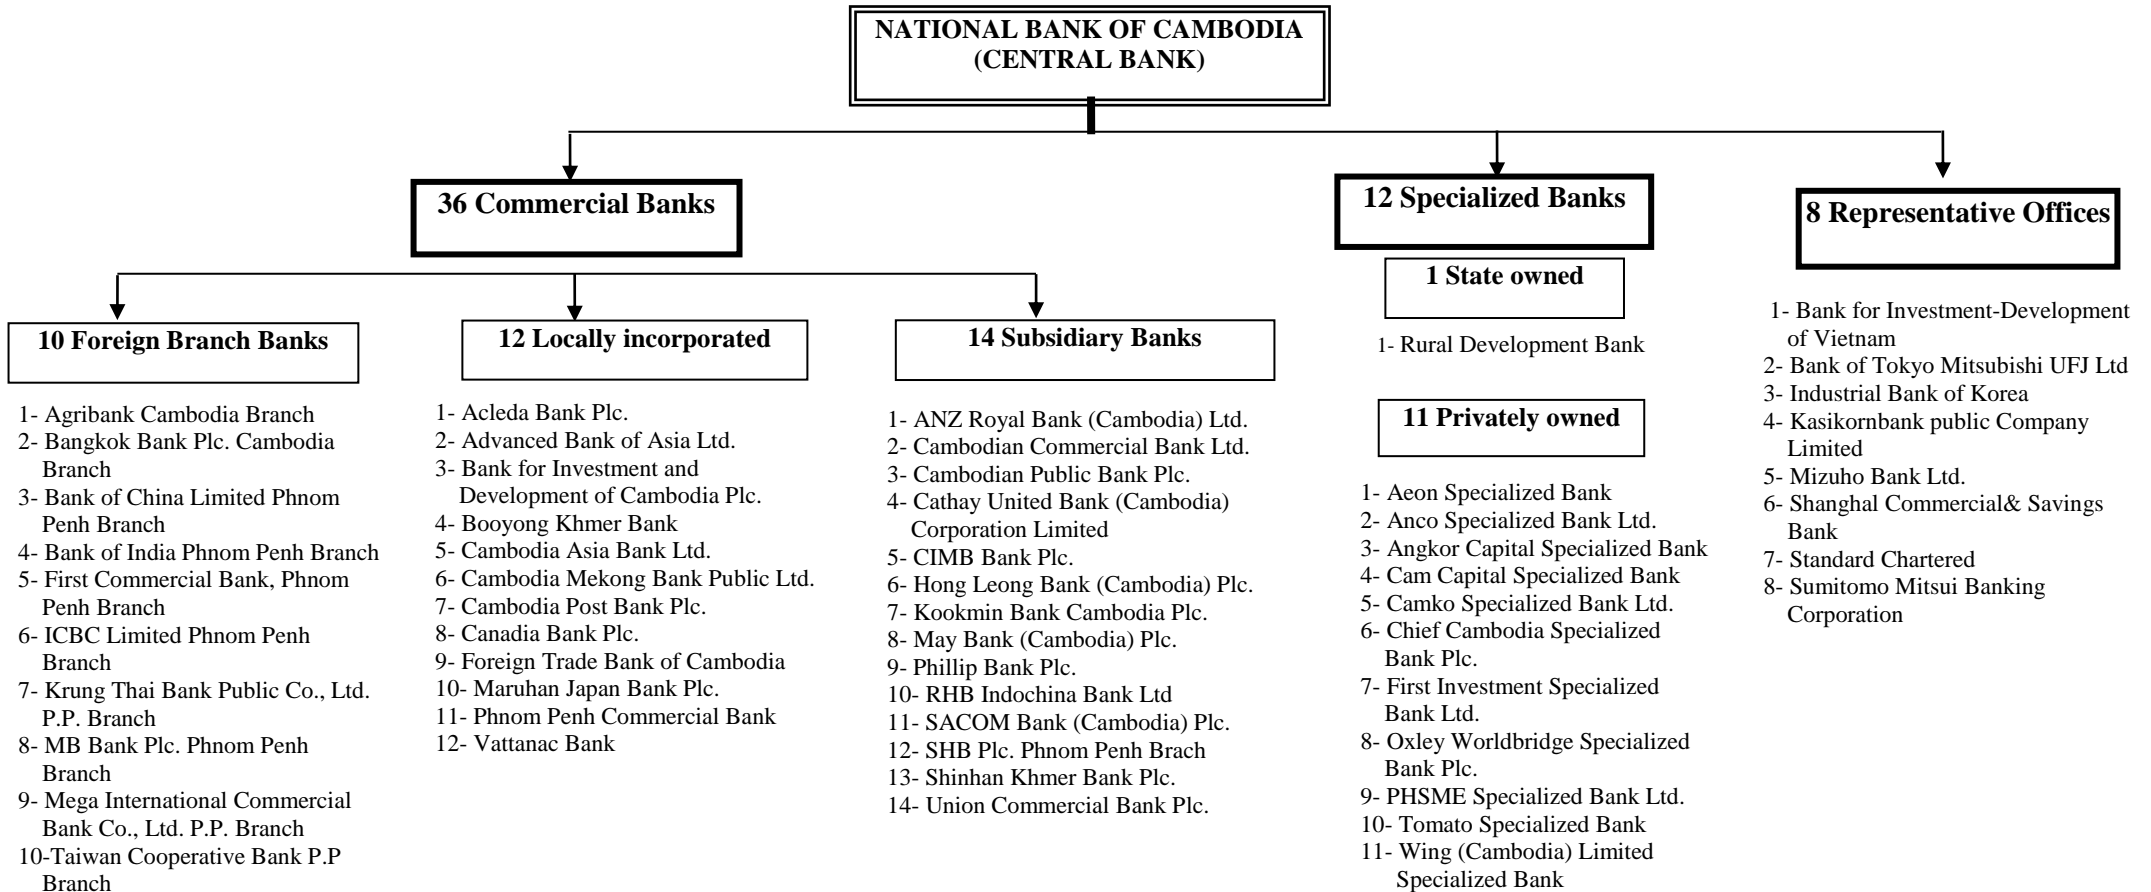 NATIONAL BANK OF CAMBODIA
(CENTRAL BANK)
36 Commercial Banks
12 Specialized Banks
8 Representative Offices
10 Foreign Branch Banks
1- Agribank Cambodia Branch
2- Bangkok Bank Plc. Cambodia
Branch
3- Bank of China Limited Phnom
Penh Branch
4- Bank of India Phnom Penh Branch
5- First Commercial Bank, Phnom
Penh Branch
6- ICBC Limited Phnom Penh
Branch
7- Krung Thai Bank Public Co., Ltd.
P.P. Branch
8- MB Bank Plc. Phnom Penh
Branch
9- Mega International Commercial
Bank Co., Ltd. P.P. Branch
10-Taiwan Cooperative Bank P.P
Branch
12 Locally incorporated
1- Acleda Bank Plc.
2- Advanced Bank of Asia Ltd.
3- Bank for Investment and
Development of Cambodia Plc.
4- Booyong Khmer Bank
5- Cambodia Asia Bank Ltd.
6- Cambodia Mekong Bank Public Ltd.
7- Cambodia Post Bank Plc.
8- Canadia Bank Plc.
9- Foreign Trade Bank of Cambodia
10- Maruhan Japan Bank Plc.
11- Phnom Penh Commercial Bank
12- Vattanac Bank
14 Subsidiary Banks
1- ANZ Royal Bank (Cambodia) Ltd.
2- Cambodian Commercial Bank Ltd.
3- Cambodian Public Bank Plc.
4- Cathay United Bank (Cambodia)
Corporation Limited
5- CIMB Bank Plc.
6- Hong Leong Bank (Cambodia) Plc.
7- Kookmin Bank Cambodia Plc.
8- May Bank (Cambodia) Plc.
9- Phillip Bank Plc.
10- RHB Indochina Bank Ltd
11- SACOM Bank (Cambodia) Plc.
12- SHB Plc. Phnom Penh Brach
13- Shinhan Khmer Bank Plc.
14- Union Commercial Bank Plc.
1 State owned
1- Rural Development Bank
11 Privately owned
1- Aeon Specialized Bank
2- Anco Specialized Bank Ltd.
3- Angkor Capital Specialized Bank
4- Cam Capital Specialized Bank
5- Camko Specialized Bank Ltd.
6- Chief Cambodia Specialized
Bank Plc.
7- First Investment Specialized
Bank Ltd.
8- Oxley Worldbridge Specialized
Bank Plc.
9- PHSME Specialized Bank Ltd.
10- Tomato Specialized Bank
11- Wing (Cambodia) Limited
Specialized Bank
1- Bank for Investment-Development
of Vietnam
2- Bank of Tokyo Mitsubishi UFJ Ltd
3- Industrial Bank of Korea
4- Kasikornbank public Company
Limited
5- Mizuho Bank Ltd.
6- Shanghal Commercial& Savings
Bank
7- Standard Chartered
8- Sumitomo Mitsui Banking
Corporation